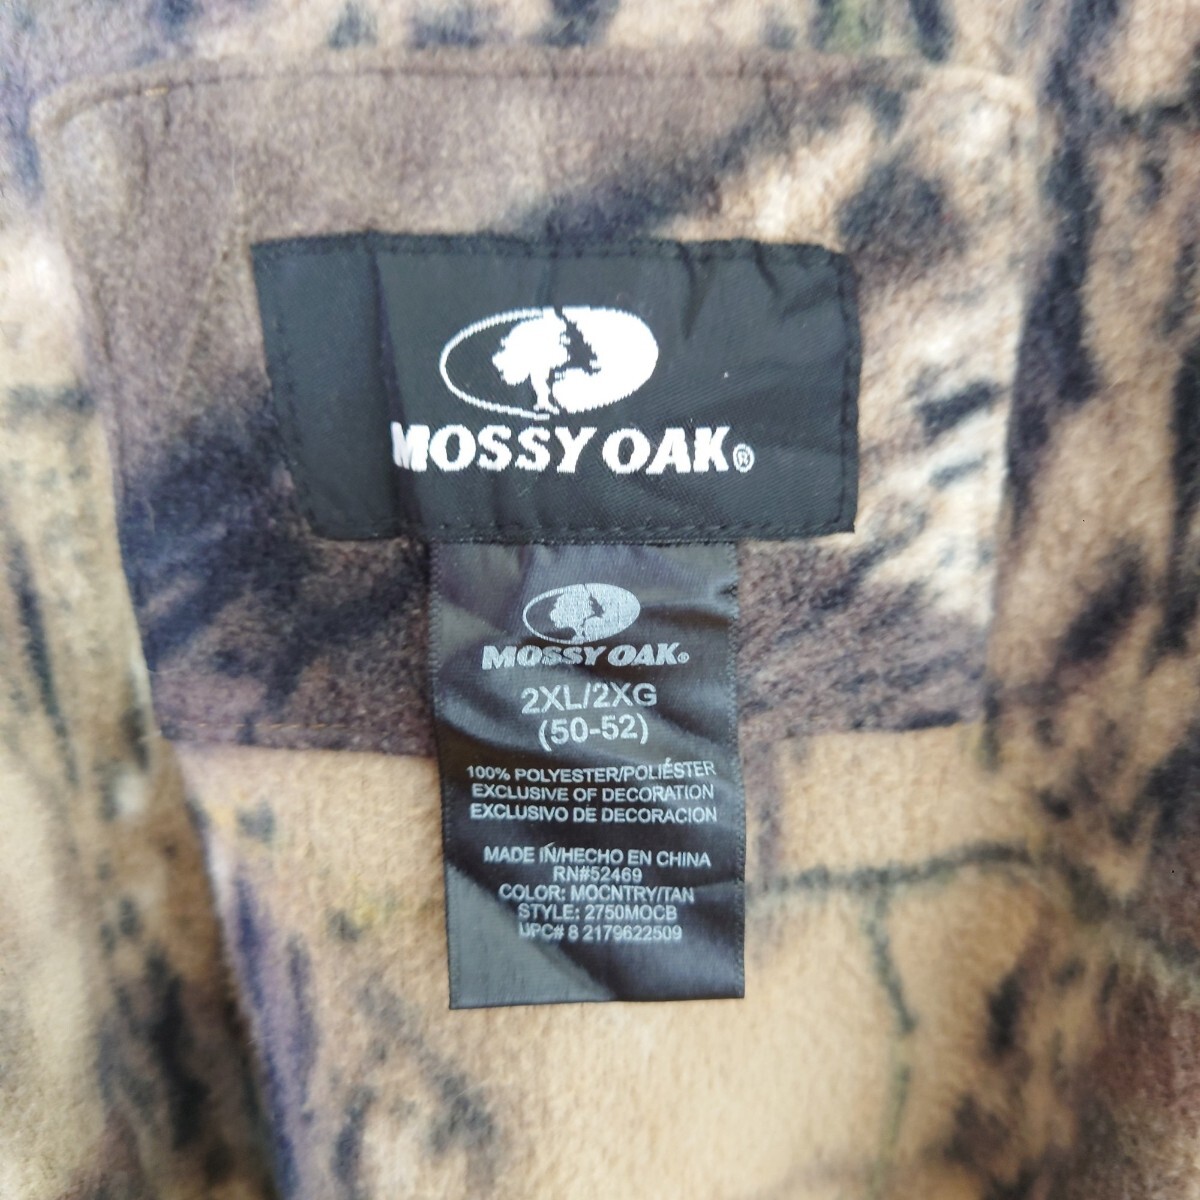 MOSSY OAK®
MOSSY OAK®
2XL/2XG
(50-52)
100% POLYESTER/POLIÉSTER
EXCLUSIVE OF DECORATION
EXCLUSIVO DE DECORACION
MADE IN/HECHO EN CHINA
RN#52469
COLOR: MOCNTRY/TAN
STYLE: 2750MOCB
UPC# 8 2179622509